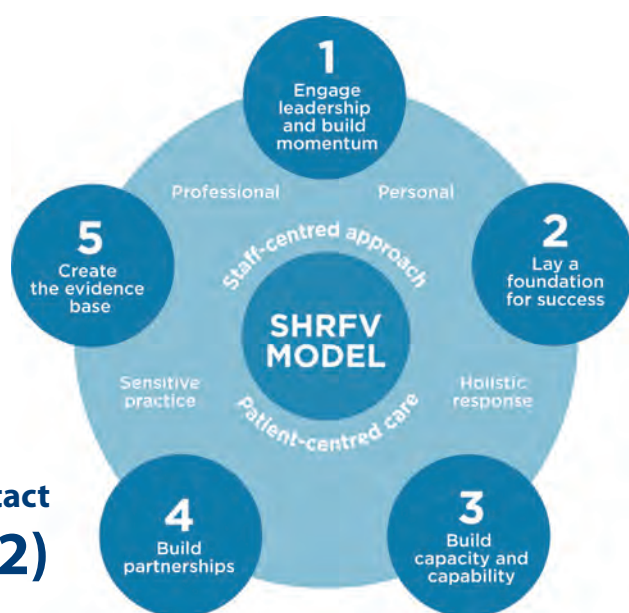 1
Engage
leadership
and build
momentum
Professional
Personal
5
Create
the evidence
base
Staff-centred approach
2
Lay a
foundation
for success
SHRFV
MODEL
Sensitive
practice
Holistic
response
Patient-centred care
tact
2)
4
Build
partnerships
3
Build
capacity and
capability